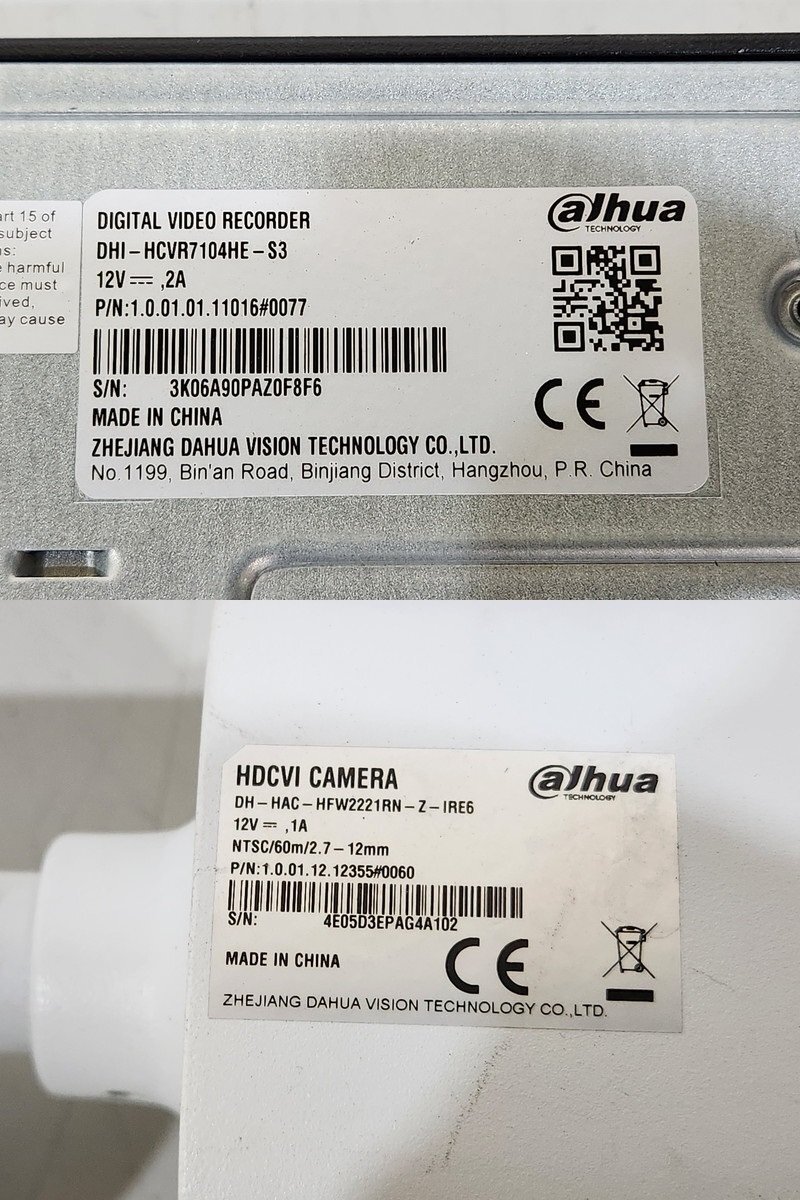 art 15 of
subject
ns:
e harmful
ce must
ived,
ay cause
DIGITAL VIDEO RECORDER
DHI-HCVR7104HE-S3
12V⎓ ,2A
P/N:1.0.01.01.11016#0077
S/N: 3K06A90PAZ0F8F6
MADE IN CHINA
ZHEJIANG DAHUA VISION TECHNOLOGY CO.,LTD.
No.1199, Bin'an Road, Binjiang District, Hangzhou, P.R. China
alhua
TECHNOLOGY
CE
HDCVI CAMERA
DH-HAC-HFW2221RN-Z-IRE6
12V⎓ ,1A
NTSC/60m/2.7-12mm
P/N:1.0.01.12.12355#0060
S/N: 4E05D3EPAG4A102
MADE IN CHINA
ZHEJIANG DAHUA VISION TECHNOLOGY CO.,LTD.
alhua
TECHNOLOGY
CE